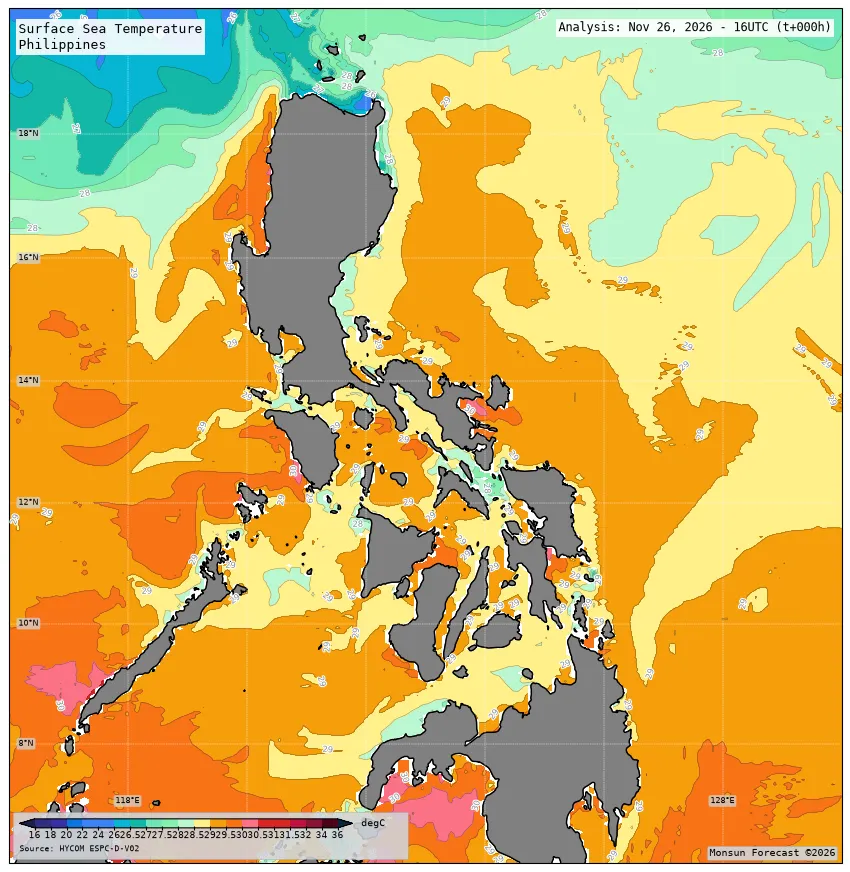 Surface Sea Temperature
Philippines
Analysis: Nov 26, 2026 - 16UTC (t+000h)
18°N
16°N
14°N
12°N
10°N
8°N
118°E
128°E
16 18 20 22 24 26 26.5 27 27.5 28 28.5 29 29.5 30 30.5 31 31.5 32 34 36 degC
Source: HYCOM ESPC-D-V02
Monsun Forecast ©2026